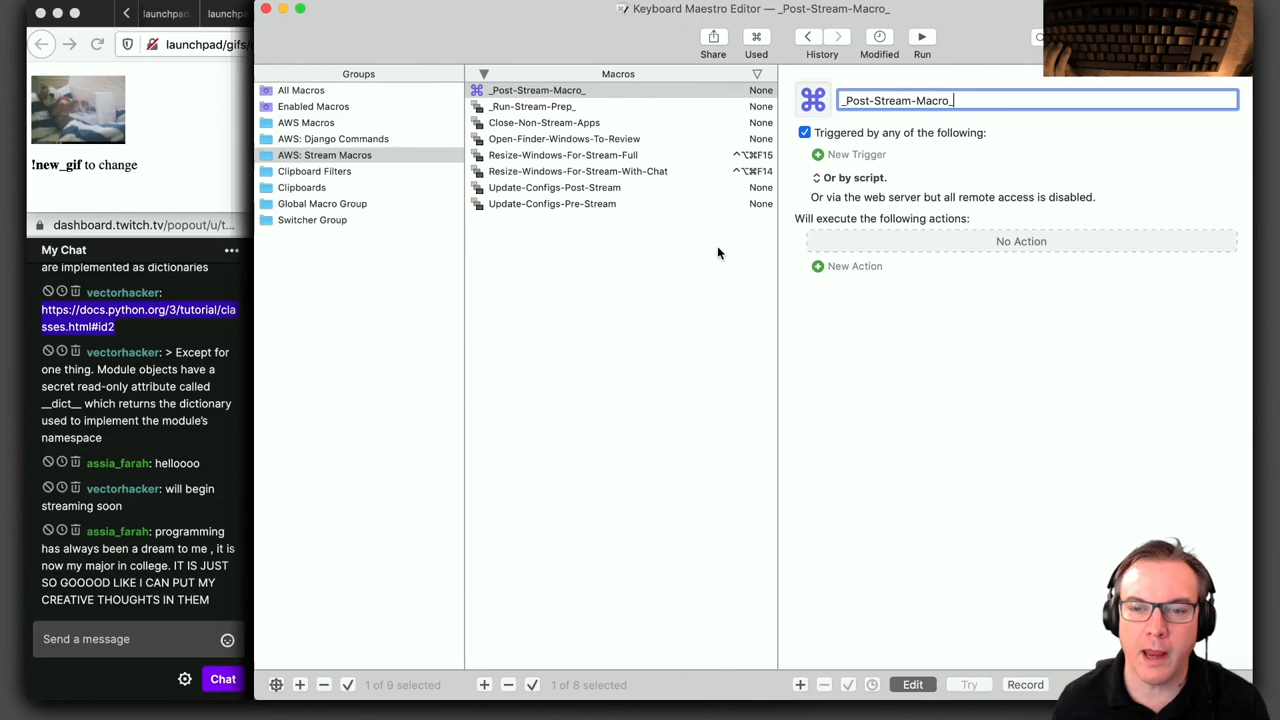 launchpad
launchp
launchpad/gifs/
!new_gif to change
dashboard.twitch.tv/popout/u/t...
My Chat
are implemented as dictionaries
vectorhacker:
https://docs.python.org/3/tutorial/cla
sses.html#id2
vectorhacker: > Except for
one thing. Module objects have a
secret read-only attribute called
__dict__ which returns the dictionary
used to implement the module's
namespace
assia_farah: helloooo
vectorhacker: will begin
streaming soon
assia_farah: programming
has always been a dream to me , it is
now my major in college. IT IS JUST
SO GOOOOD LIKE I CAN PUT MY
CREATIVE THOUGHTS IN THEM
Send a message
Chat
Keyboard Maestro Editor — _Post-Stream-Macro_
Share
Used
History
Modified
Run
Groups
All Macros
Enabled Macros
AWS Macros
AWS: Django Commands
AWS: Stream Macros
Clipboard Filters
Clipboards
Global Macro Group
Switcher Group
1 of 9 selected
Macros
_Post-Stream-Macro_ None
_Run-Stream-Prep_ None
Close-Non-Stream-Apps None
Open-Finder-Windows-To-Review None
Resize-Windows-For-Stream-Full ^⌥⌘F15
Resize-Windows-For-Stream-With-Chat ^⌥⌘F14
Update-Configs-Post-Stream None
Update-Configs-Pre-Stream None
1 of 8 selected
_Post-Stream-Macro_
Triggered by any of the following:
New Trigger
Or by script.
Or via the web server but all remote access is disabled.
Will execute the following actions:
No Action
New Action
Edit
Try
Record